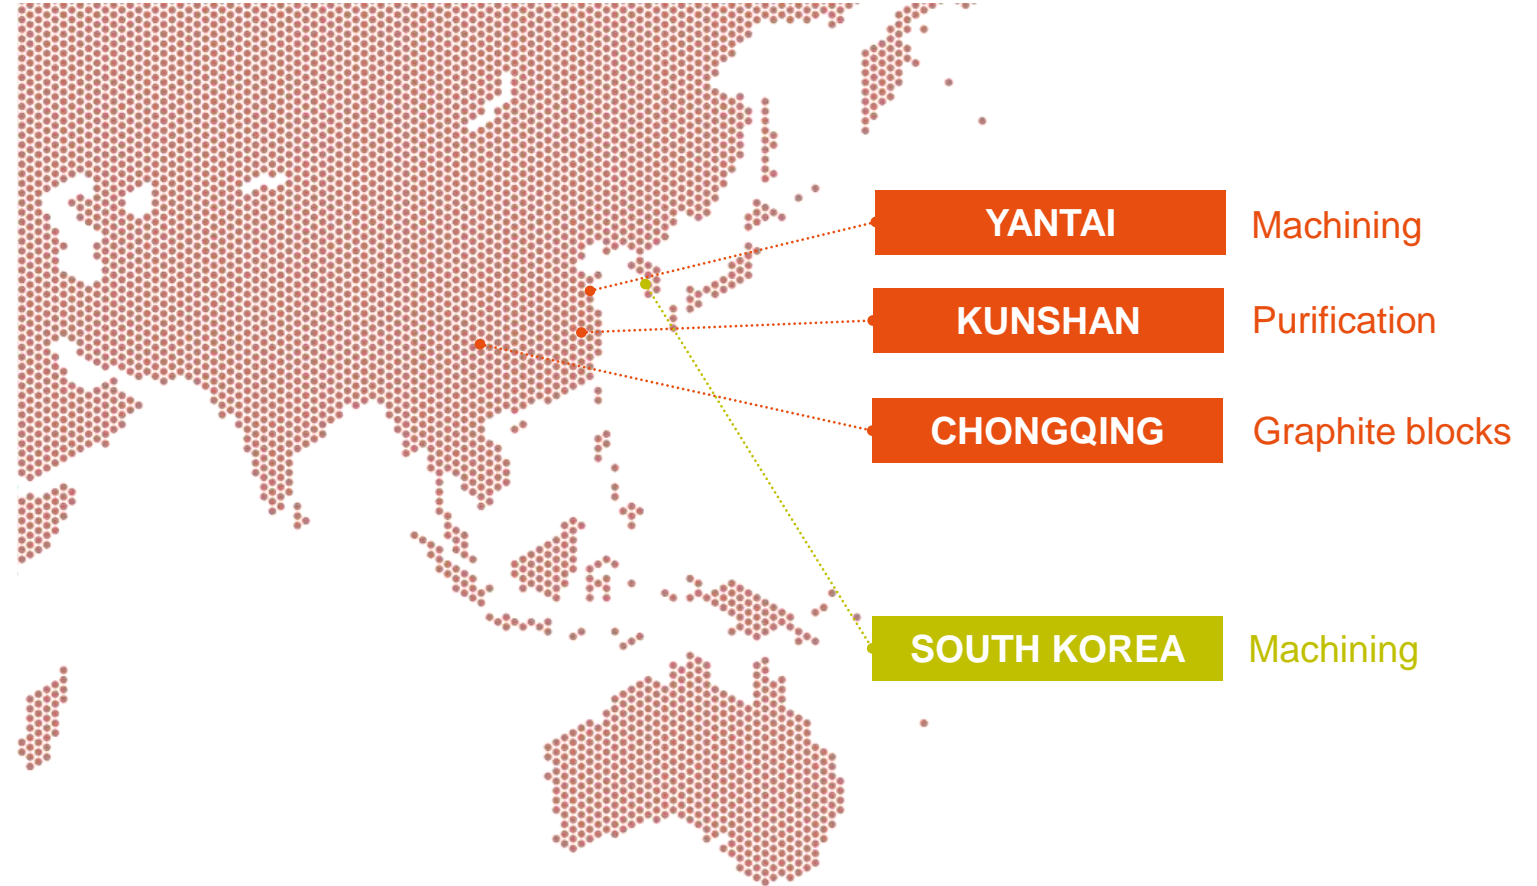 YANTAI Machining
KUNSHAN Purification
CHONGQING Graphite blocks
SOUTH KOREA Machining